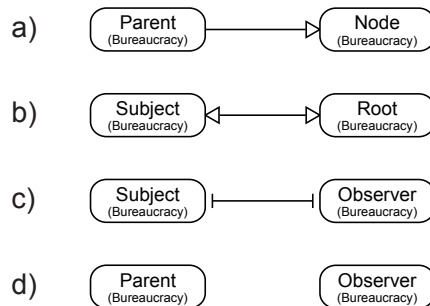 a) Parent Node
(Bureaucracy) (Bureaucracy)
b) Subject Root
(Bureaucracy) (Bureaucracy)
c) Subject Observer
(Bureaucracy) (Bureaucracy)
d) Parent Observer
(Bureaucracy) (Bureaucracy)